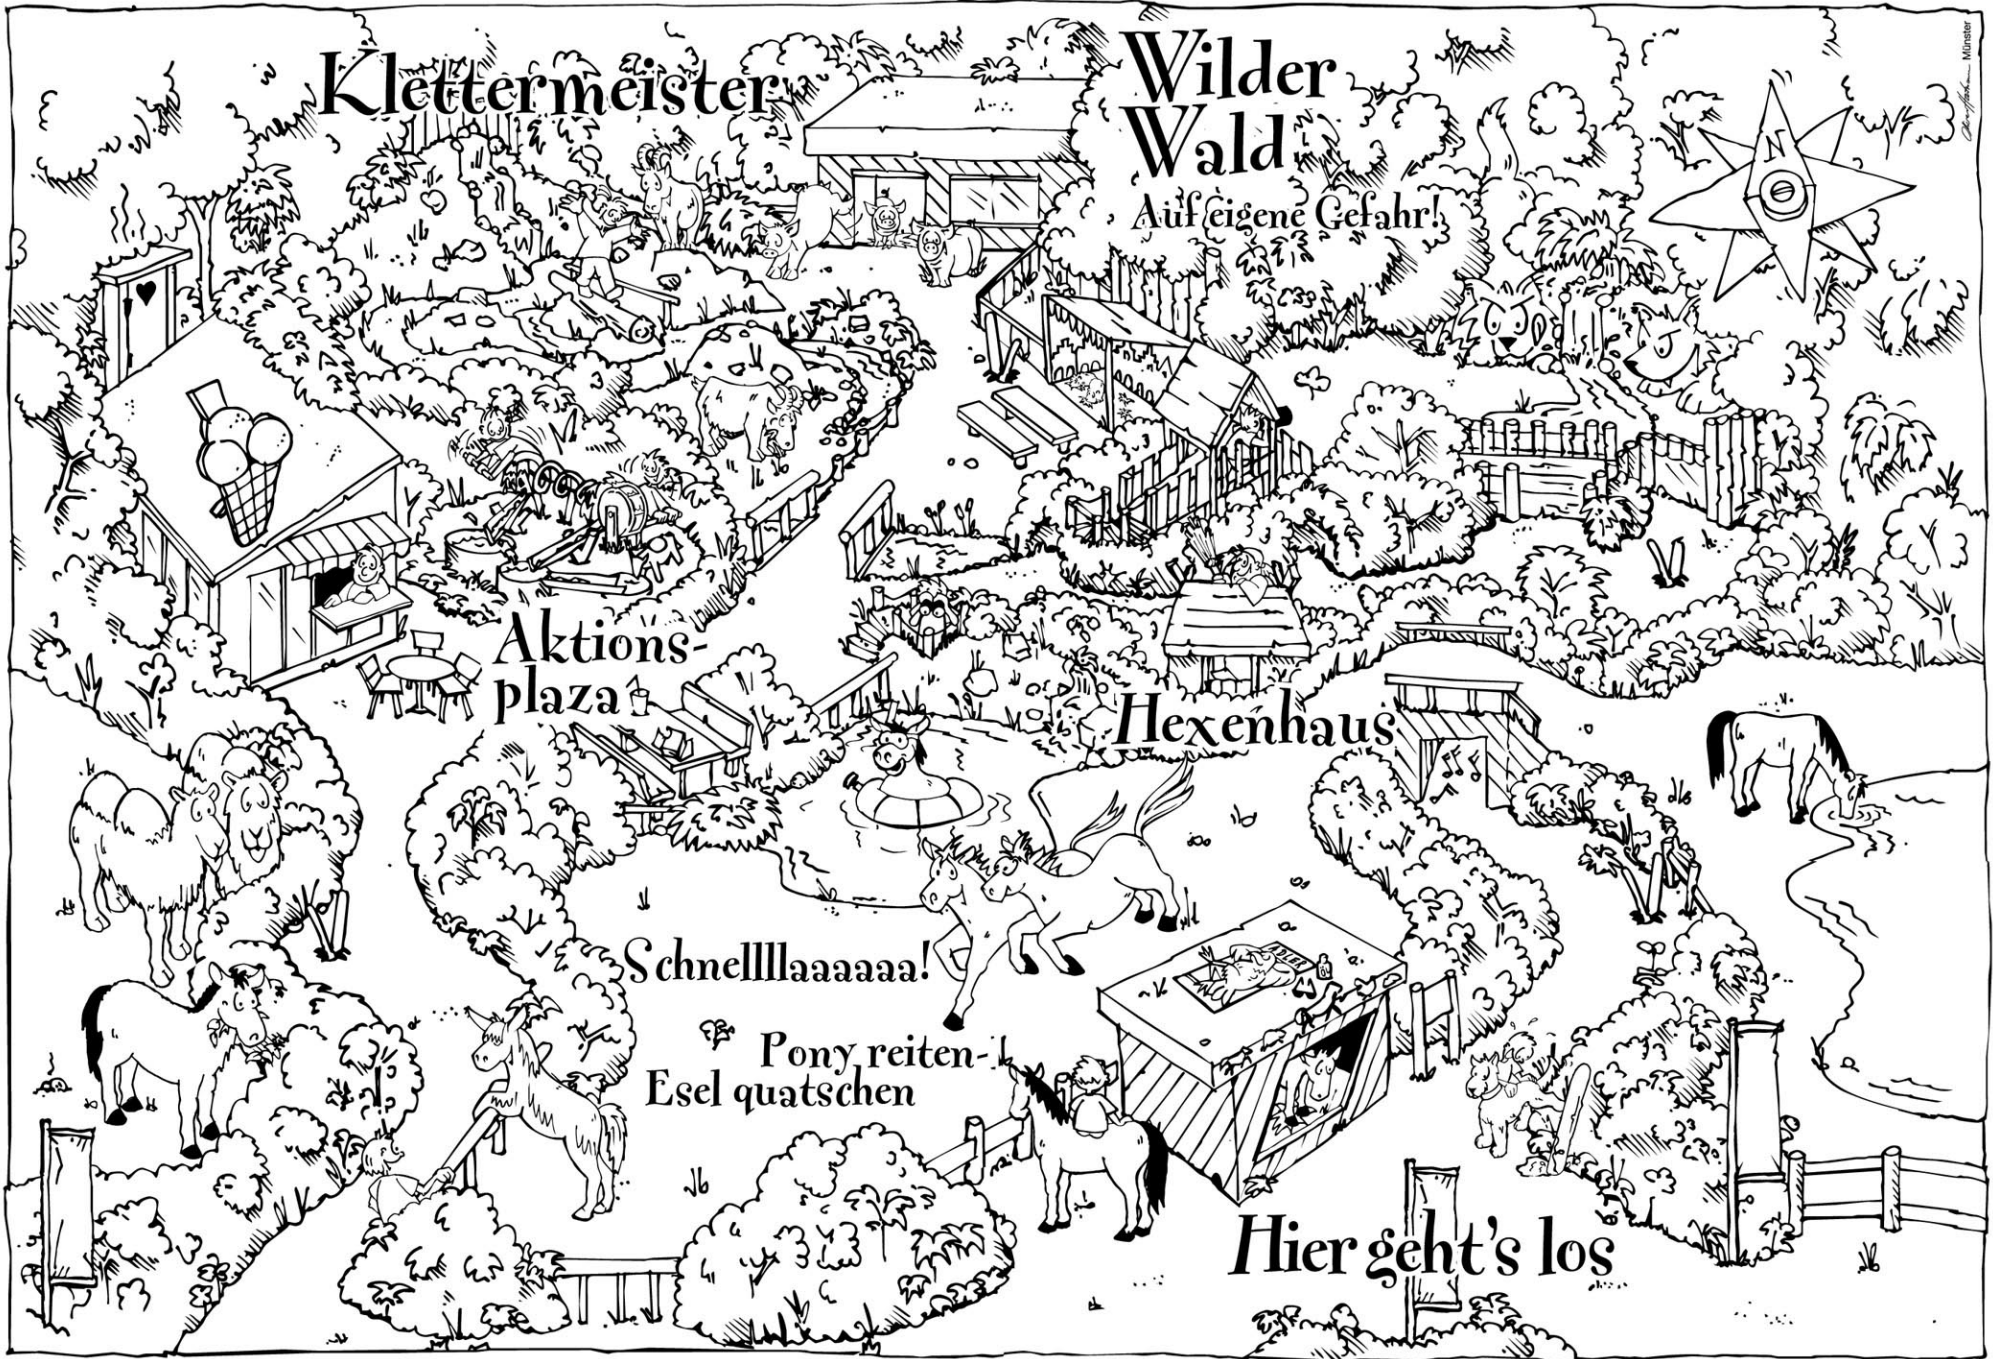 Klettermeister
Wilder
Wald
Auf eigene Gefahr!
N
Münster
Aktions-
plaza
Hexenhaus
Schnellllaaaaaa!
Pony reiten-
Esel quatschen
Hier geht's los